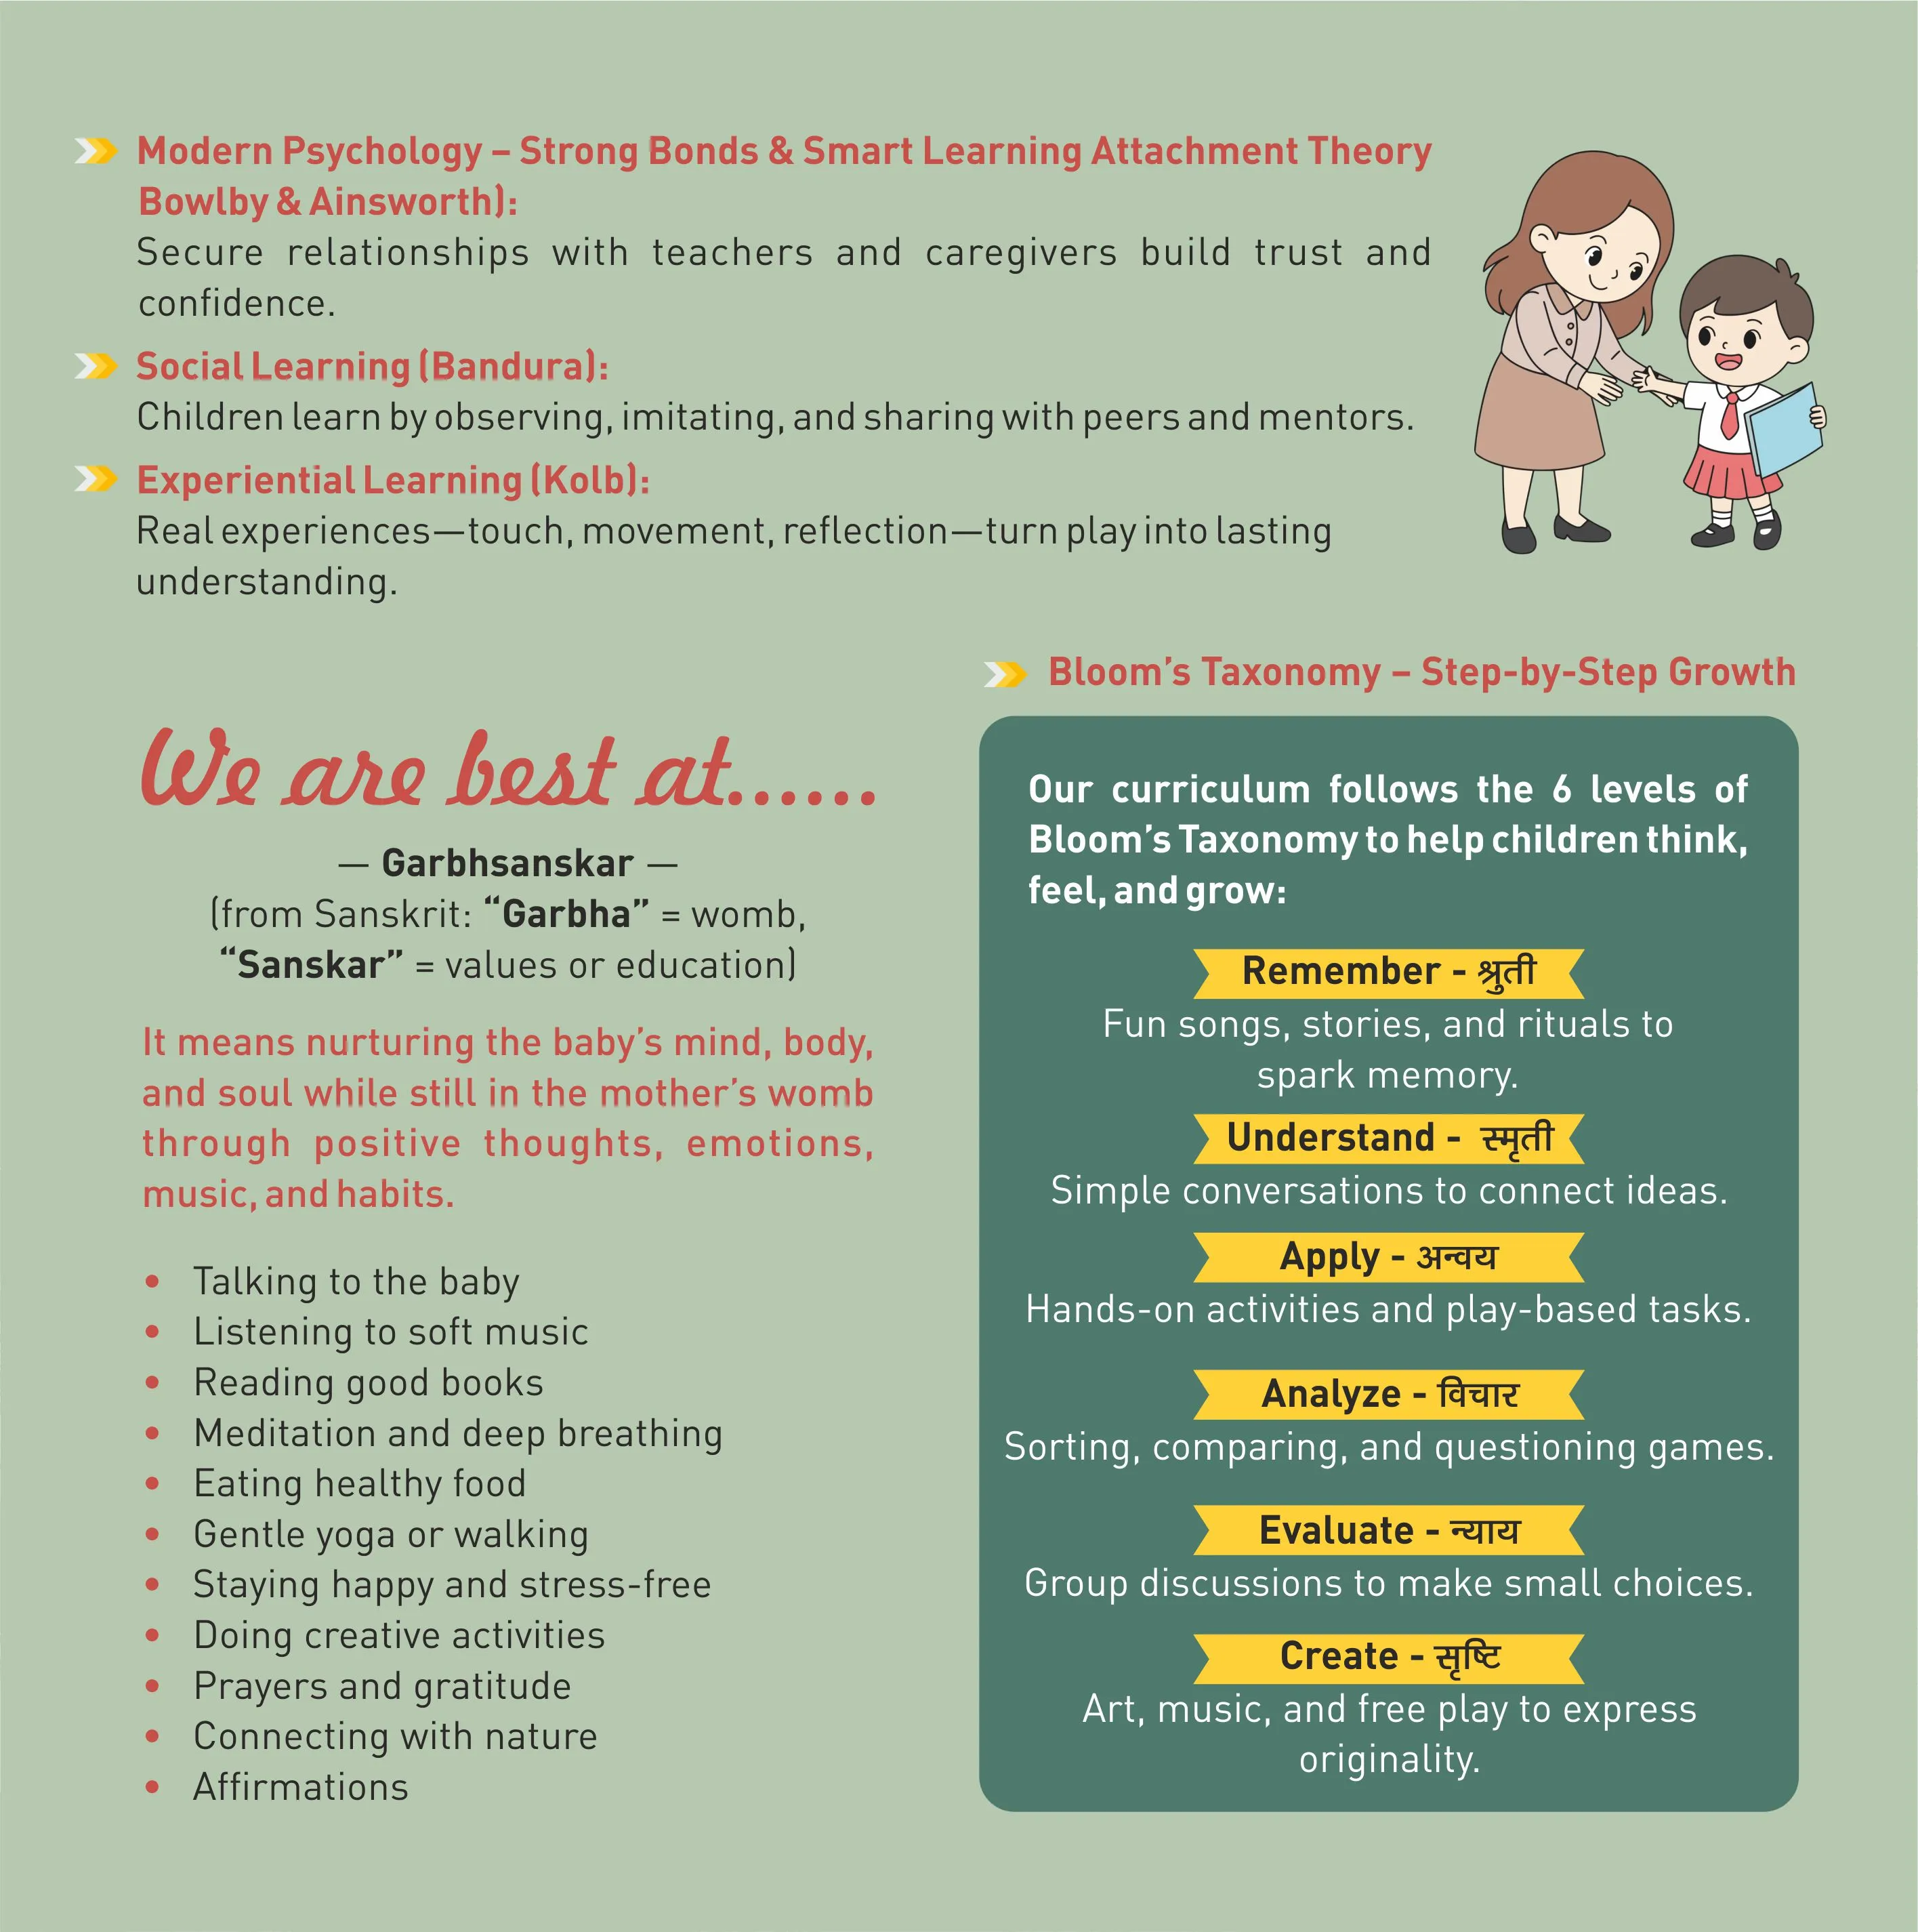 Modern Psychology – Strong Bonds & Smart Learning Attachment Theory
Bowlby & Ainsworth):
Secure relationships with teachers and caregivers build trust and
confidence.
Social Learning (Bandura):
Children learn by observing, imitating, and sharing with peers and mentors.
Experiential Learning (Kolb):
Real experiences—touch, movement, reflection—turn play into lasting
understanding.
We are best at......
— Garbhsanskar —
(from Sanskrit: “Garbha” = womb,
“Sanskar” = values or education)
It means nurturing the baby’s mind, body,
and soul while still in the mother’s womb
through positive thoughts, emotions,
music, and habits.
• Talking to the baby
• Listening to soft music
• Reading good books
• Meditation and deep breathing
• Eating healthy food
• Gentle yoga or walking
• Staying happy and stress-free
• Doing creative activities
• Prayers and gratitude
• Connecting with nature
• Affirmations
Bloom’s Taxonomy – Step-by-Step Growth
Our curriculum follows the 6 levels of
Bloom’s Taxonomy to help children think,
feel, and grow:
Remember - श्रुती
Fun songs, stories, and rituals to
spark memory.
Understand - स्मृती
Simple conversations to connect ideas.
Apply - अन्वय
Hands-on activities and play-based tasks.
Analyze - विचार
Sorting, comparing, and questioning games.
Evaluate - न्याय
Group discussions to make small choices.
Create - सृष्टि
Art, music, and free play to express
originality.